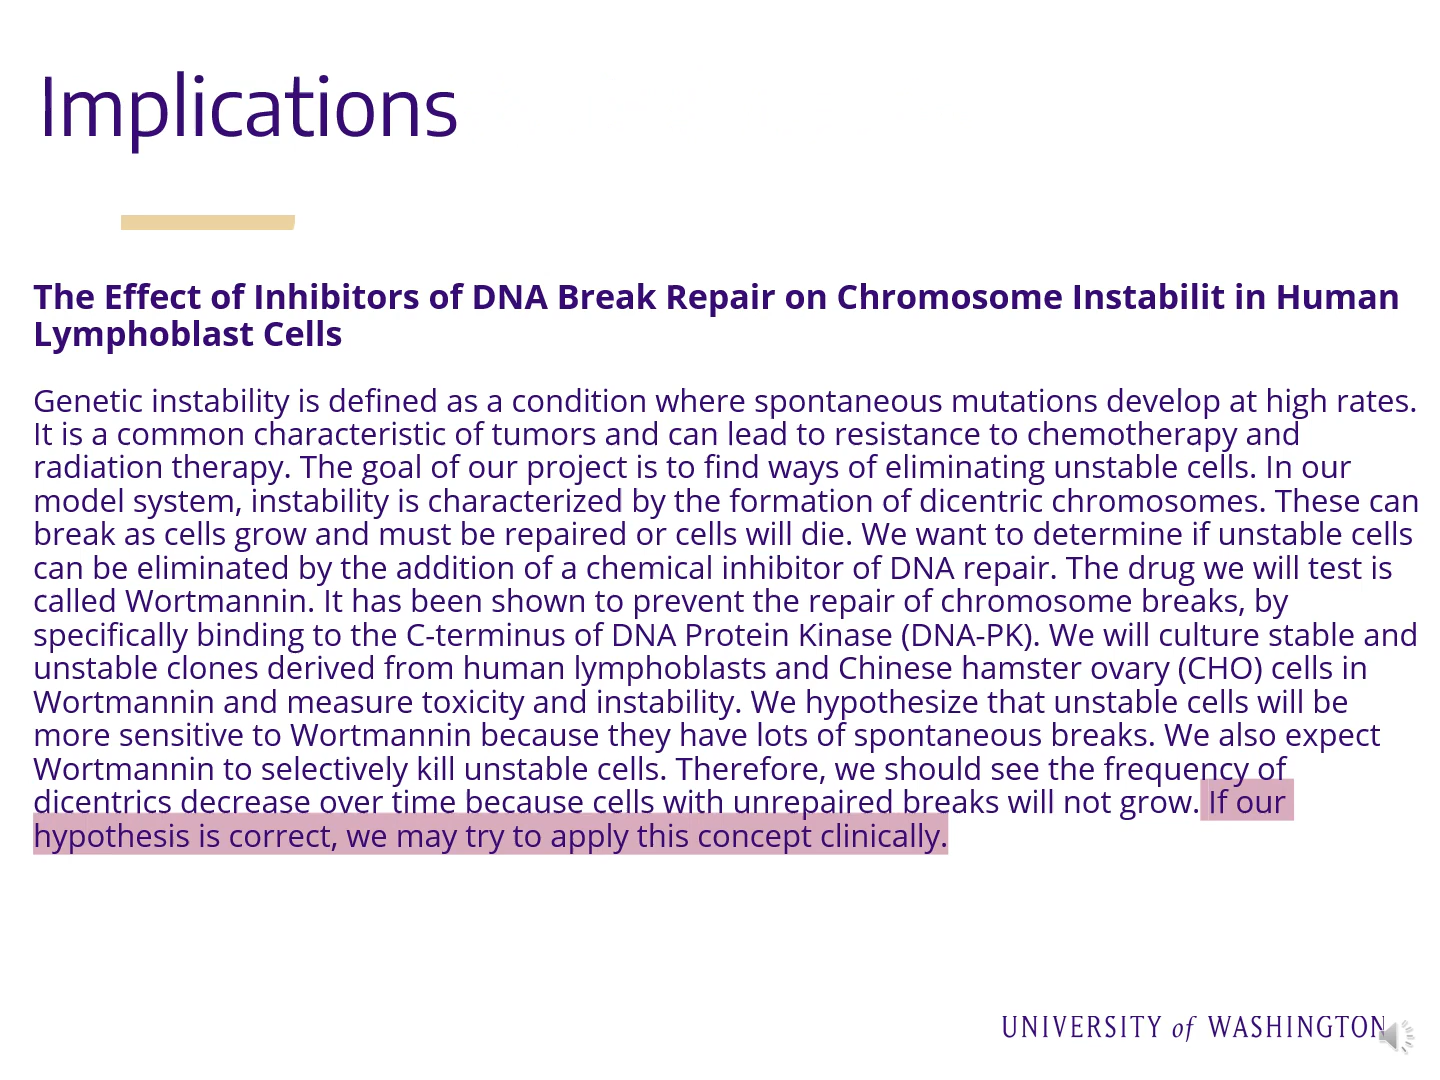 Implications
The Effect of Inhibitors of DNA Break Repair on Chromosome Instabilit in Human
Lymphoblast Cells
Genetic instability is defined as a condition where spontaneous mutations develop at high rates.
It is a common characteristic of tumors and can lead to resistance to chemotherapy and
radiation therapy. The goal of our project is to find ways of eliminating unstable cells. In our
model system, instability is characterized by the formation of dicentric chromosomes. These can
break as cells grow and must be repaired or cells will die. We want to determine if unstable cells
can be eliminated by the addition of a chemical inhibitor of DNA repair. The drug we will test is
called Wortmannin. It has been shown to prevent the repair of chromosome breaks, by
specifically binding to the C-terminus of DNA Protein Kinase (DNA-PK). We will culture stable and
unstable clones derived from human lymphoblasts and Chinese hamster ovary (CHO) cells in
Wortmannin and measure toxicity and instability. We hypothesize that unstable cells will be
more sensitive to Wortmannin because they have lots of spontaneous breaks. We also expect
Wortmannin to selectively kill unstable cells. Therefore, we should see the frequency of
dicentrics decrease over time because cells with unrepaired breaks will not grow. If our
hypothesis is correct, we may try to apply this concept clinically.
UNIVERSITY of WASHINGTON